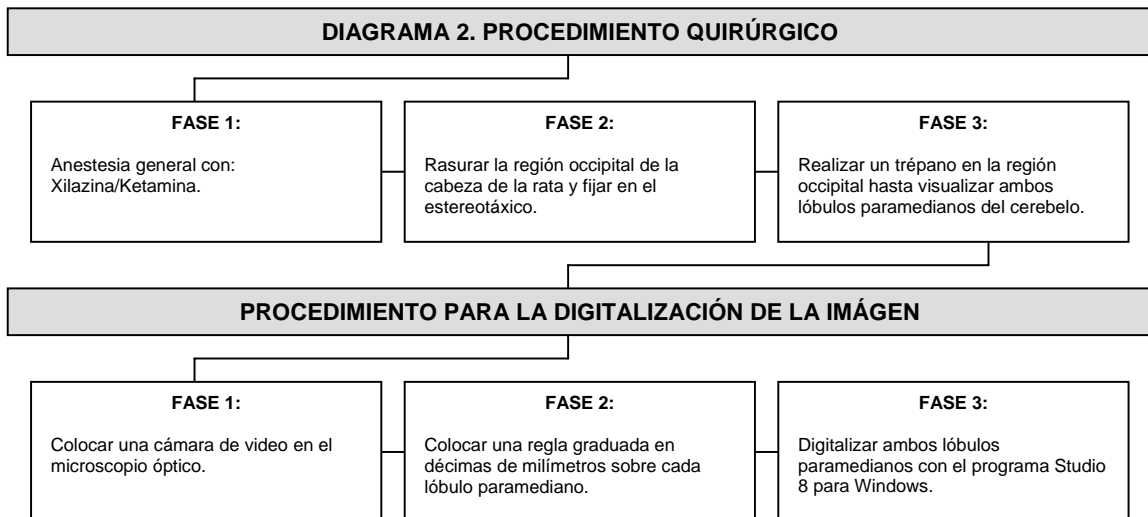 DIAGRAMA 2. PROCEDIMIENTO QUIRÚRGICO
FASE 1:
Anestesia general con:
Xilazina/Ketamina.
FASE 2:
Rasurar la región occipital de la
cabeza de la rata y fijar en el
estereotáxico.
FASE 3:
Realizar un trépano en la región
occipital hasta visualizar ambos
lóbulos paramedianos del cerebelo.
PROCEDIMIENTO PARA LA DIGITALIZACIÓN DE LA IMÁGEN
FASE 1:
Colocar una cámara de video en el
microscopio óptico.
FASE 2:
Colocar una regla graduada en
décimas de milímetros sobre cada
lóbulo paramediano.
FASE 3:
Digitalizar ambos lóbulos
paramedianos con el programa Studio
8 para Windows.